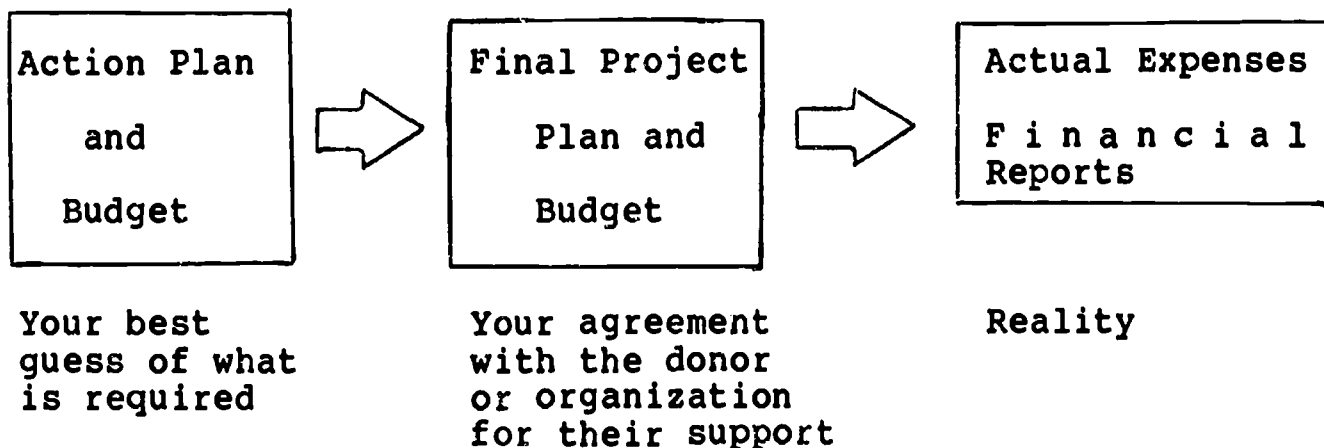 Action Plan
and
Budget
Final Project
Plan and
Budget
Actual Expenses
F i n a n c i a l
Reports
Your best
guess of what
is required
Your agreement
with the donor
or organization
for their support
Reality